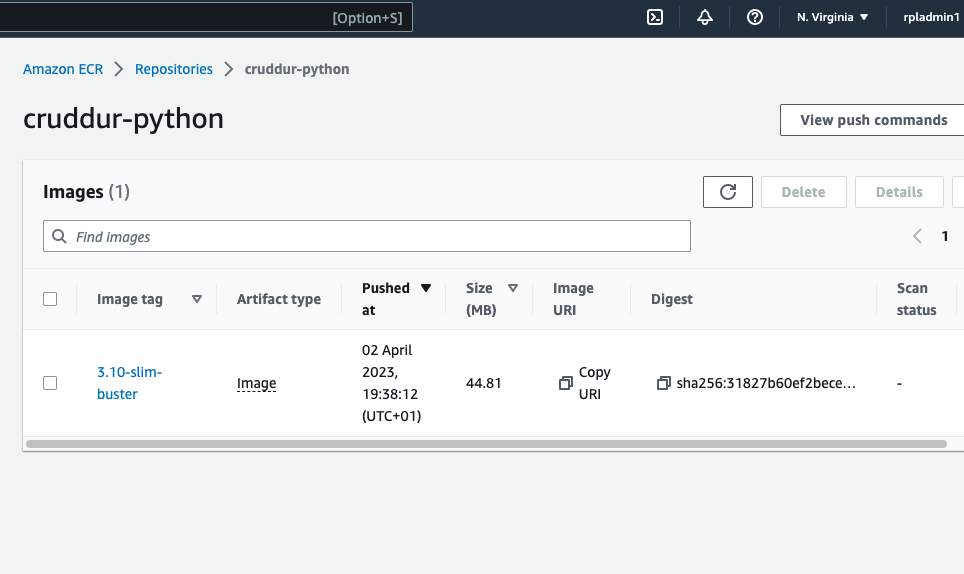 [Option+S]
N. Virginia
rpladmin1
Amazon ECR
Repositories
cruddur-python
cruddur-python
View push commands
Images (1)
Delete
Details
Find images
1
Image tag
Artifact type
Pushed
at
Size
(MB)
Image
URI
Digest
Scan
status
3.10-slim-
buster
Image
02 April
2023,
19:38:12
(UTC+01)
44.81
Copy
URI
sha256:31827b60ef2bece...
-